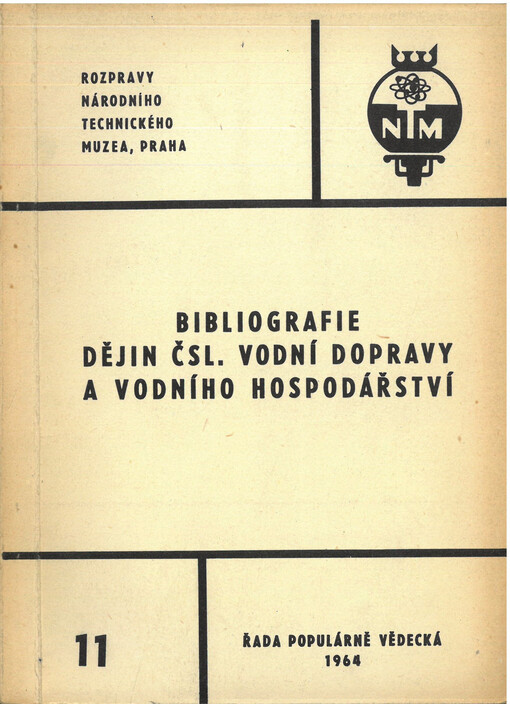 ROZPRAVY
NÁRODNÍHO
TECHNICKÉHO
MUZEA, PRAHA
NTM
BIBLIOGRAFIE
DĚJIN ČSL. VODNÍ DOPRAVY
A VODNÍHO HOSPODÁŘSTVÍ
11
ŘADA POPULÁRNĚ VĚDECKÁ
1964